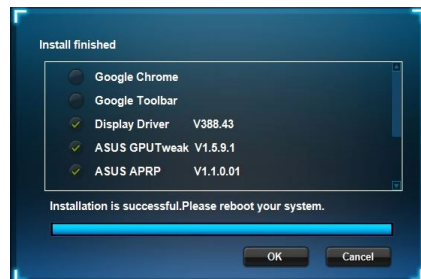 Install finished
Google Chrome
Google Toolbar
Display Driver V388.43
ASUS GPUTweak V1.5.9.1
ASUS APRP V1.1.0.01
Installation is successful.Please reboot your system.
OK Cancel